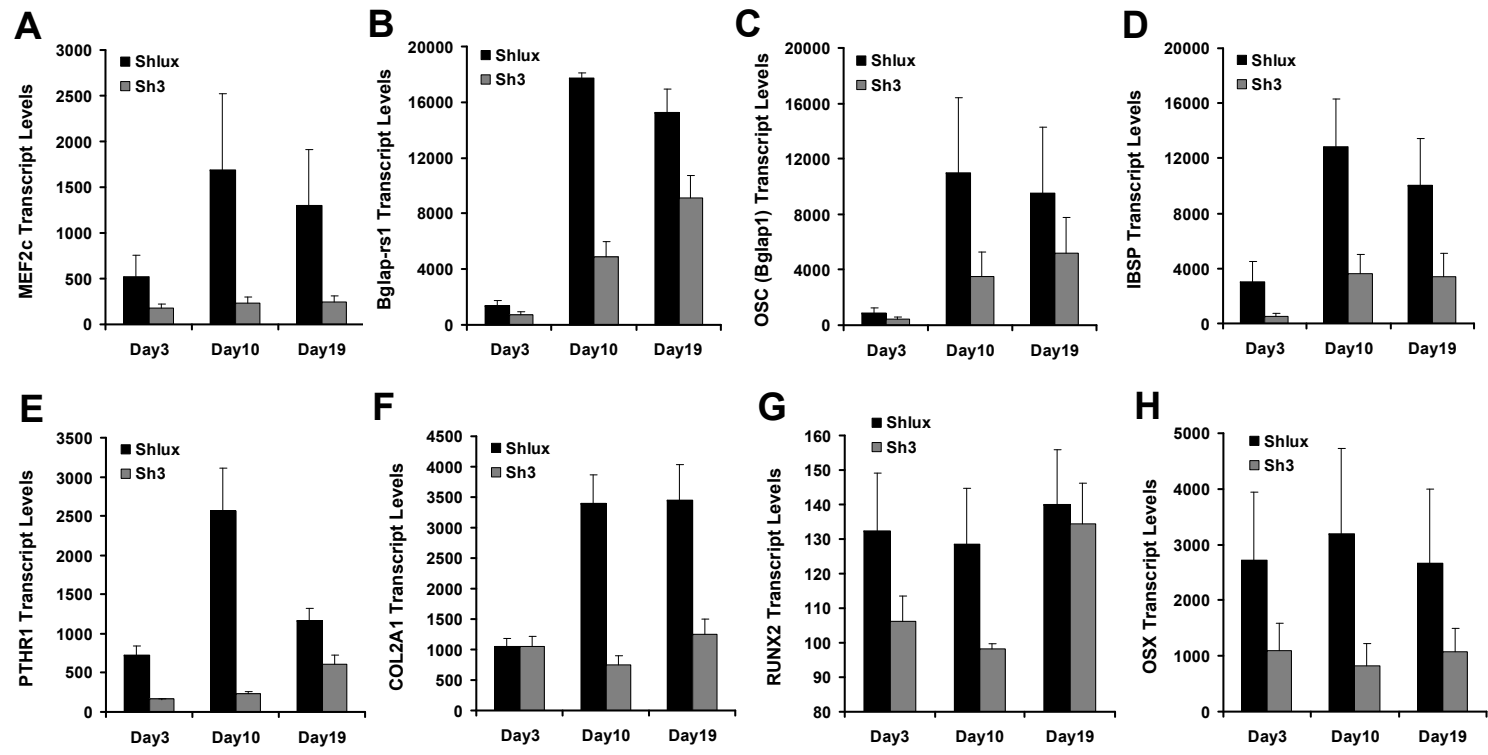 A
MEF2c Transcript Levels
3000
2500
2000
1500
1000
500
0
Shlux
Sh3
Day3 Day10 Day19
B
Bglap-rs1 Transcript Levels
20000
16000
12000
8000
4000
0
Shlux
Sh3
Day3 Day10 Day19
C
OSC (Bglap1) Transcript Levels
20000
16000
12000
8000
4000
0
Shlux
Sh3
Day3 Day10 Day19
D
IBSP Transcript Levels
20000
16000
12000
8000
4000
0
Shlux
Sh3
Day3 Day10 Day19
E
PTHR1 Transcript Levels
3500
3000
2500
2000
1500
1000
500
0
Shlux
Sh3
Day3 Day10 Day19
F
COL2A1 Transcript Levels
4500
4000
3500
3000
2500
2000
1500
1000
500
0
Shlux
Sh3
Day3 Day10 Day19
G
RUNX2 Transcript Levels
160
150
140
130
120
110
100
90
80
Shlux
Sh3
Day3 Day10 Day19
H
OSX Transcript Levels
5000
4000
3000
2000
1000
0
Shlux
Sh3
Day3 Day10 Day19